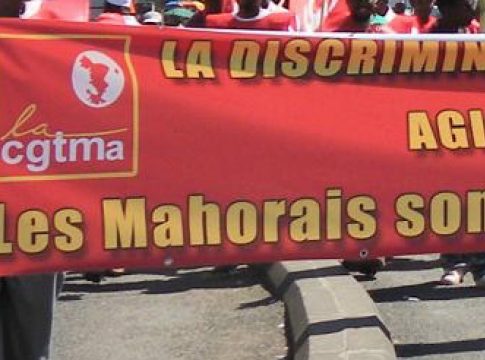 LA DISCRIMIN
la
cgtma
AGI
Les Mahorais son